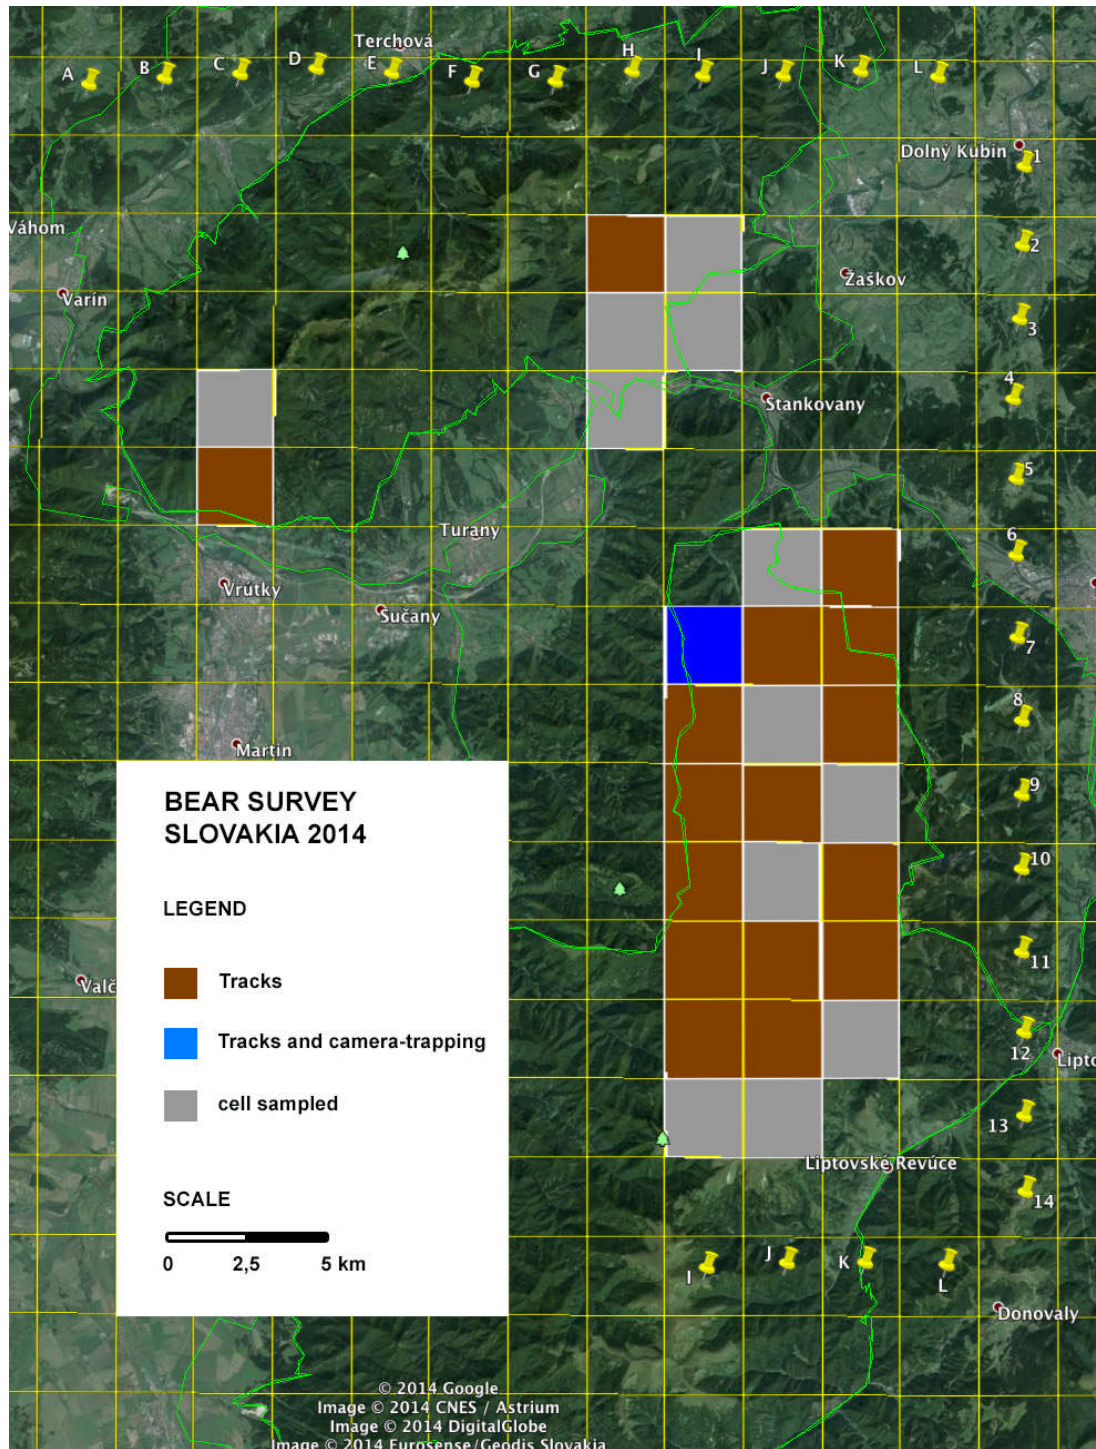 Terchová
A
B
C
D
E
F
G
H
I
J
K
L
Dolný Kubín
1
Váhom
2
Zaškov
Varín
3
4
Stankovany
5
Turany
6
Vrútky
Sučany
7
8
Martin
9
BEAR SURVEY
SLOVAKIA 2014
10
LEGEND
11
Valč
Tracks
12
Lipto
Tracks and camera-trapping
cell sampled
13
Liptovské Revúce
14
SCALE
0 2,5 5 km
I
J
K
L
Donovaly
© 2014 Google
Image © 2014 CNES / Astrium
Image © 2014 DigitalGlobe
Image © 2014 Eurosense/Geodis Slovakia